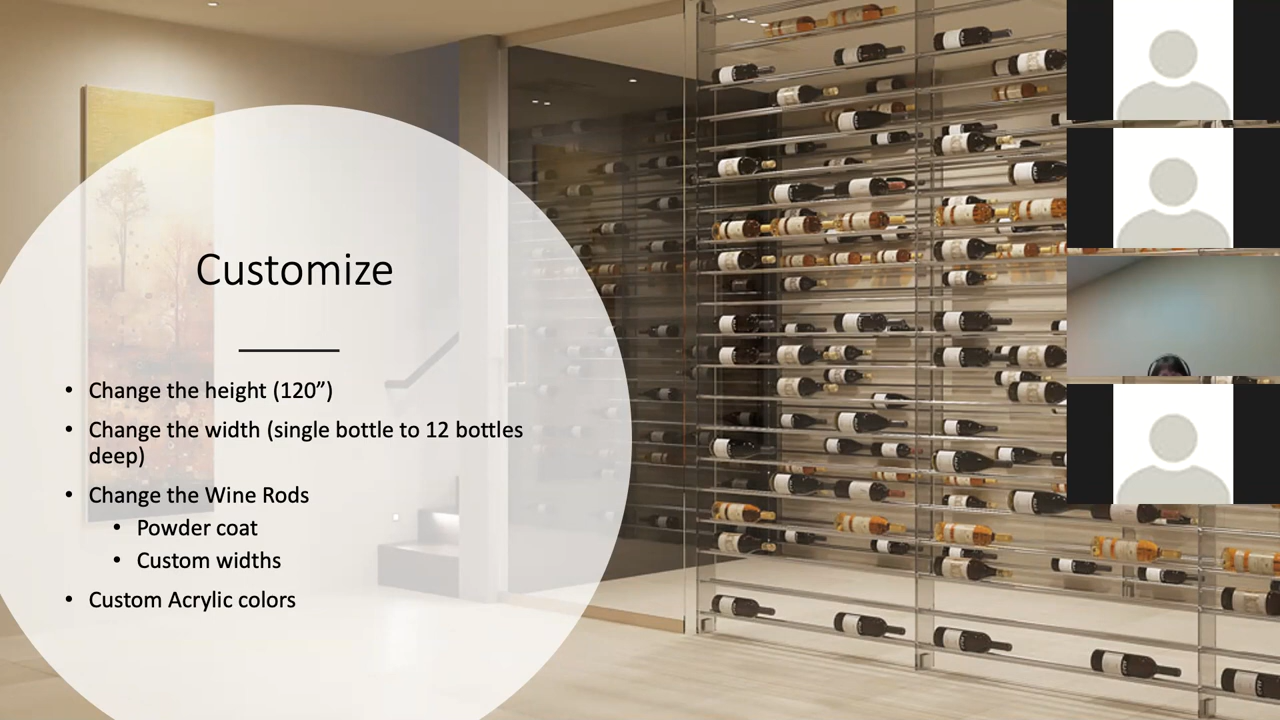 Customize
• Change the height (120”)
• Change the width (single bottle to 12 bottles
deep)
• Change the Wine Rods
• Powder coat
• Custom widths
• Custom Acrylic colors